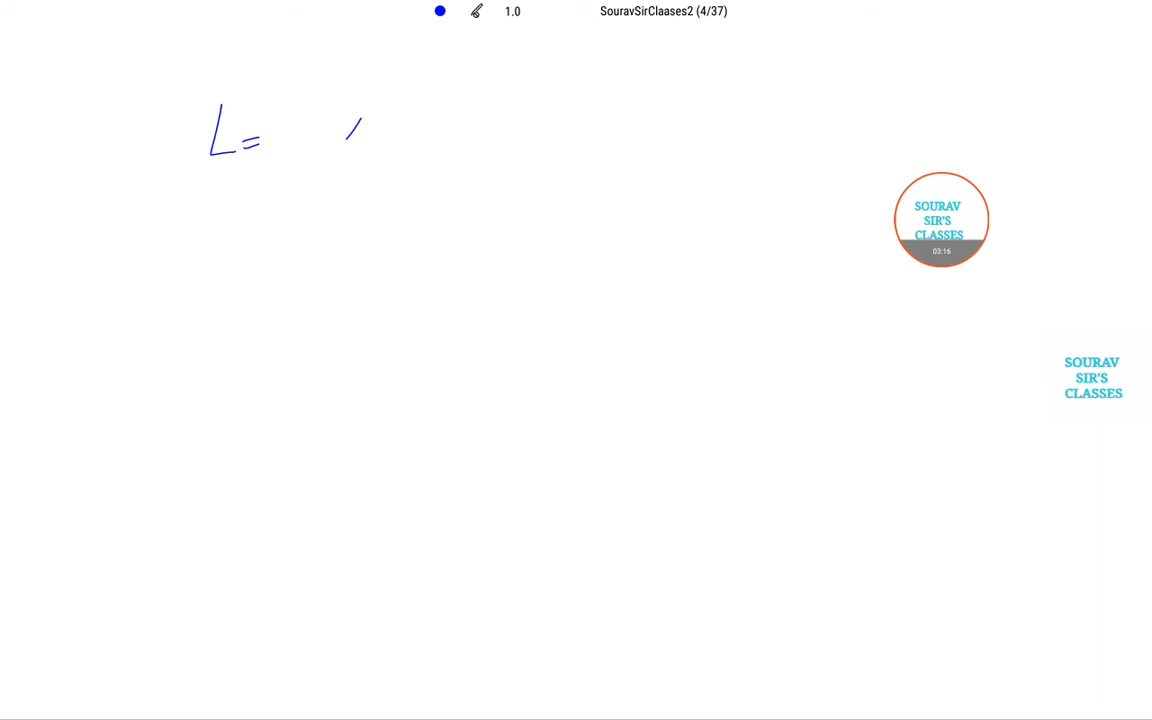 1.0 SouravSirClaases2 (4/37)
L =
SOURAV
SIR'S
CLASSES
03:16
SOURAV
SIR'S
CLASSES